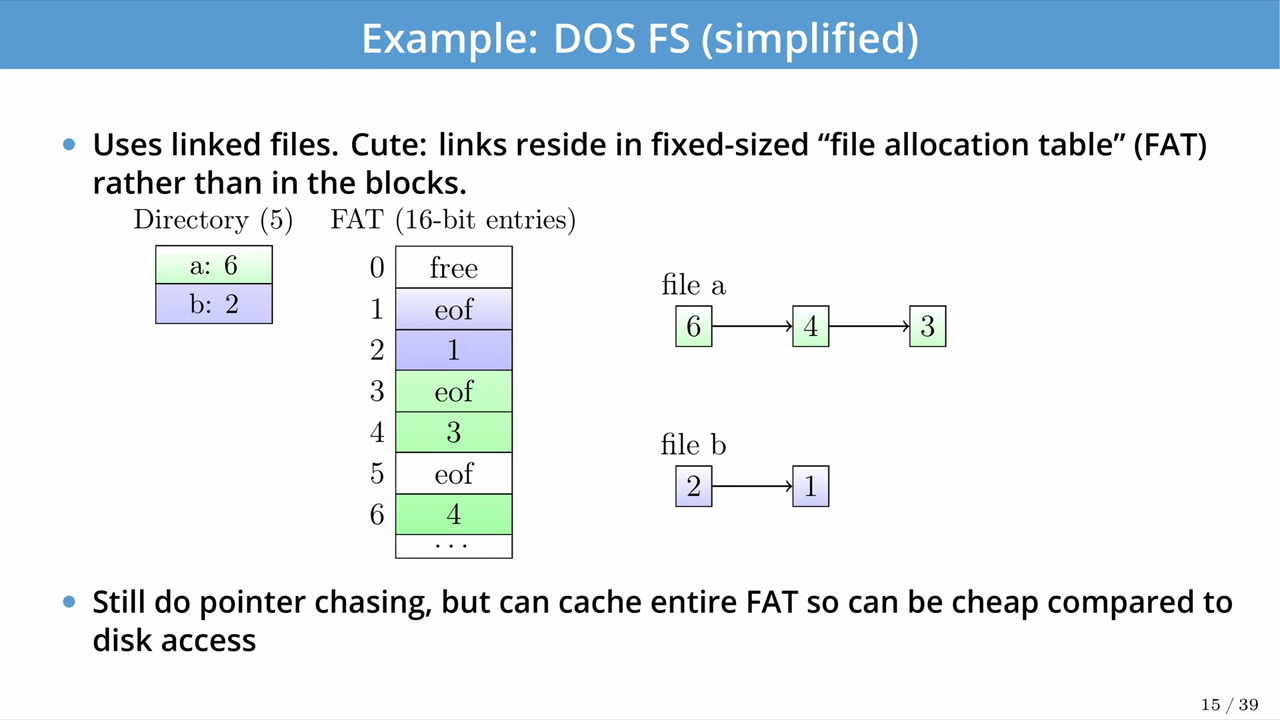 Example: DOS FS (simplified)
• Uses linked files. Cute: links reside in fixed-sized “file allocation table” (FAT)
rather than in the blocks.
Directory (5)
a: 6
b: 2
FAT (16-bit entries)
0 free
1 eof
2 1
3 eof
4 3
5 eof
6 4
···
file a
6 4 3
file b
2 1
• Still do pointer chasing, but can cache entire FAT so can be cheap compared to
disk access
15 / 39